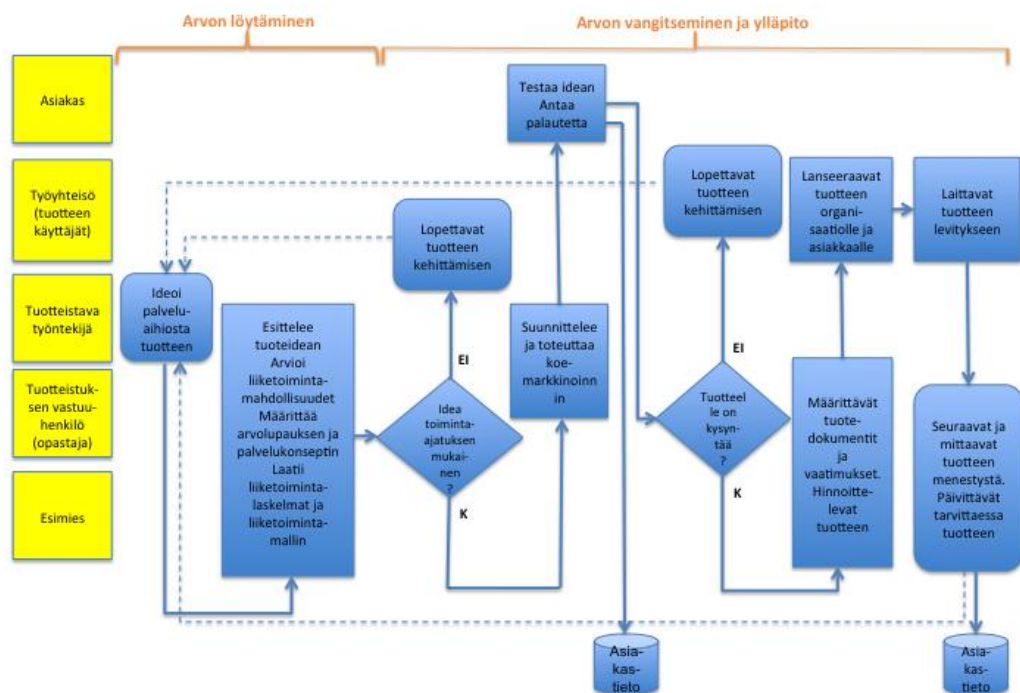 Arvon löytäminen
Arvon vangitseminen ja ylläpito
Asiakas
Työyhteisö
(tuotteen
käyttäjät)
Tuotteistava
työntekijä
Tuotteistuk-
sen vastuu-
henkilö
(opastaja)
Esimies
Ideoi
palvelu-
aihiosta
tuotteen
Esittelee
tuoteidean
Arvioi
liiketoiminta-
mahdollisuudet
Määrittää
arvolupauksen ja
palvelukonseptin
Laatii
liiketoiminta-
laskelmat ja
liiketoiminta-
mallin
Lopettavat
tuotteen
kehittämisen
EI
Idea
toiminta-
ajatuksen
mukai-
nen
?
K
Testaa idean
Antaa
palautetta
Suunnittelee
ja toteuttaa
koe-
markkinoinn
in
Lopettavat
tuotteen
kehittämisen
EI
Tuotteel
le on
kysyn-
tää
?
K
Lanseeraavat
tuotteen
organi-
saatiolle ja
asiakkaalle
Määrittävät
tuote-
dokumentit
ja
vaatimukset.
Hinnoitte-
levat
tuotteen
Laittavat
tuotteen
levitykseen
Seuraavat ja
mittaavat
tuotteen
menestystä.
Päivittävät
tarvittaessa
tuotteen
Asia-
kas-
tieto
Asia-
kas-
tieto